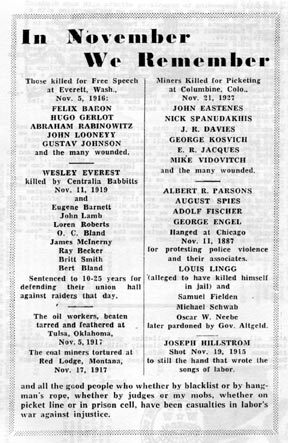 In November
We Remember
Those killed for Free Speech
at Everett, Wash.,
Nov. 5, 1916:
FELIX BARON
HUGO GERLOT
ABRAHAM RABINOWITZ
JOHN LOONEYY
GUSTAV JOHNSON
and the many wounded.
WESLEY EVEREST
killed by Centralia Babbitts
Nov. 11, 1919
and
Eugene Barnett
John Lamb
Loren Roberts
O. C. Bland
James McInerny
Ray Becker
Britt Smith
Bert Bland
Sentenced to 10-25 years for
defending their union hall
against raiders that day.
The oil workers, beaten
tarred and feathered at
Tulsa, Oklahoma,
Nov. 5, 1917
The coal miners tortured at
Red Lodge, Montana,
Nov. 17, 1917
Miners Killed for Picketing
at Columbine, Colo.,
Nov. 21, 1927
JOHN EASTENES
NICK SPANUDAKHIS
J. R. DAVIES
GEORGE KOSVICH
E. R. JACQUES
MIKE VIDOVITCH
and the many wounded.
ALBERT R. PARSONS
AUGUST SPIES
ADOLF FISCHER
GEORGE ENGEL
Hanged at Chicago
Nov. 11, 1887
for protesting police violence
and their associates.
LOUIS LINGG
(alleged to have killed himself
in jail) and
Samuel Fielden
Michael Schwab
Oscar W. Neebe
later pardoned by Gov. Altgeld.
JOSEPH HILLSTROM
Shot Nov. 19, 1915
to still the hand that wrote the
songs of labor.
and all the good people who whether by blacklist or by hang-
man's rope, whether by judges or my mobs, whether on
picket line or in prison cell, have been casualties in labor's
war against injustice.